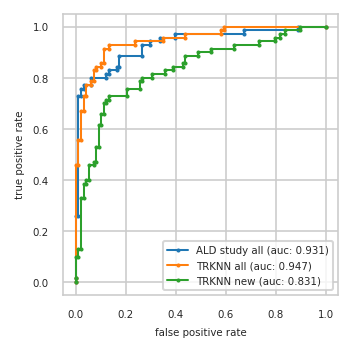 1.0
0.8
0.6
0.4
0.2
0.0
true positive rate
ALD study all (auc: 0.931)
TRKNN all (auc: 0.947)
TRKNN new (auc: 0.831)
0.0 0.2 0.4 0.6 0.8 1.0
false positive rate